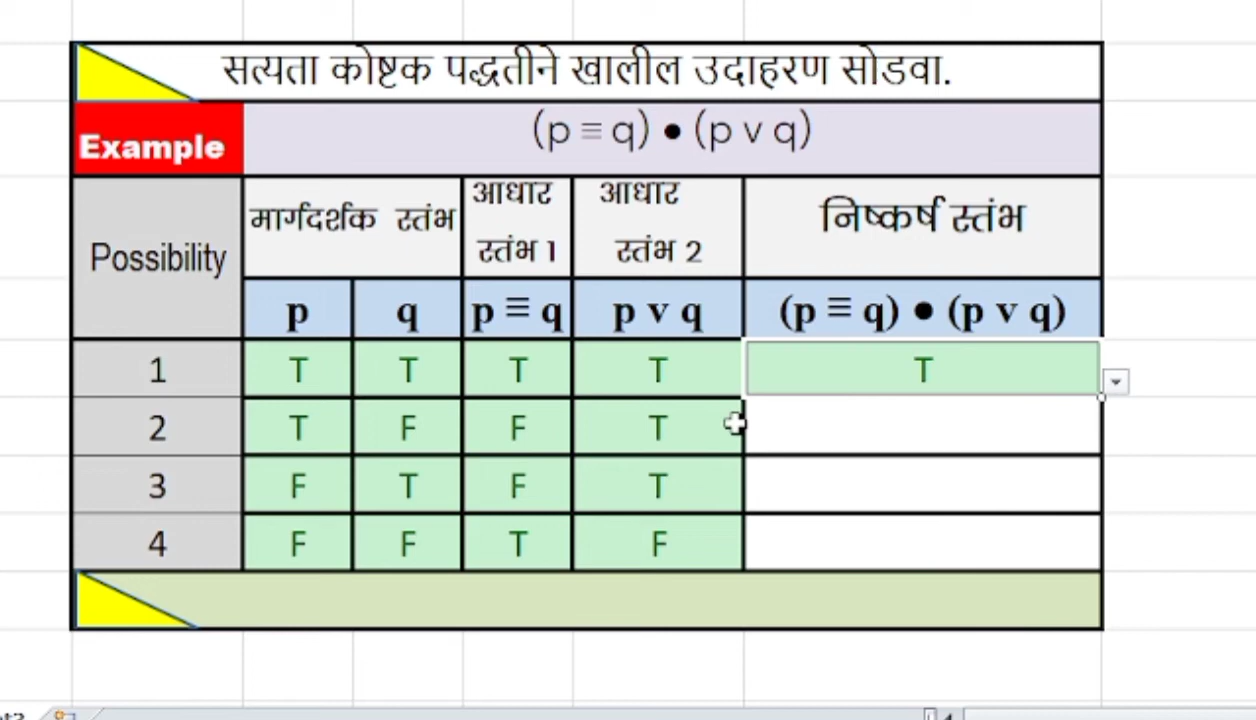 सत्यता कोष्टक पद्धतीने खालील उदाहरण सोडवा.
Example (p ≡ q) ● (p v q)
Possibility मार्गदर्शक स्तंभ आधार स्तंभ 1 आधार स्तंभ 2 निष्कर्ष स्तंभ
p q p ≡ q p v q (p ≡ q) ● (p v q)
1 T T T T T
2 T F F T
3 F T F T
4 F F T F